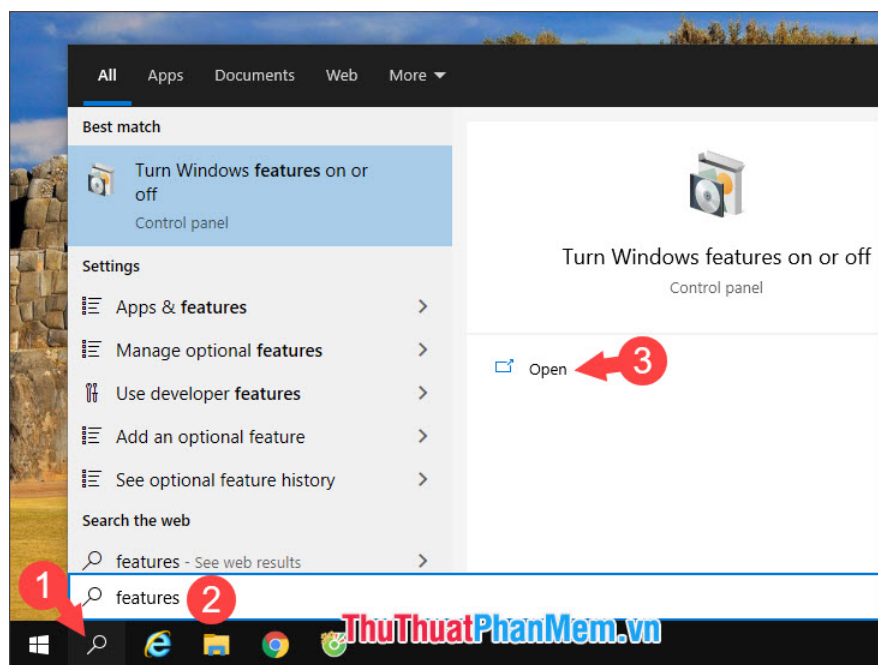 All Apps Documents Web More
Best match
Turn Windows features on or
off
Control panel
Settings
Apps & features
Manage optional features
Use developer features
Add an optional feature
See optional feature history
Search the web
features - See web results
features
Turn Windows features on or off
Control panel
Open
3
1
2
ThuThuatPhanMem.vn